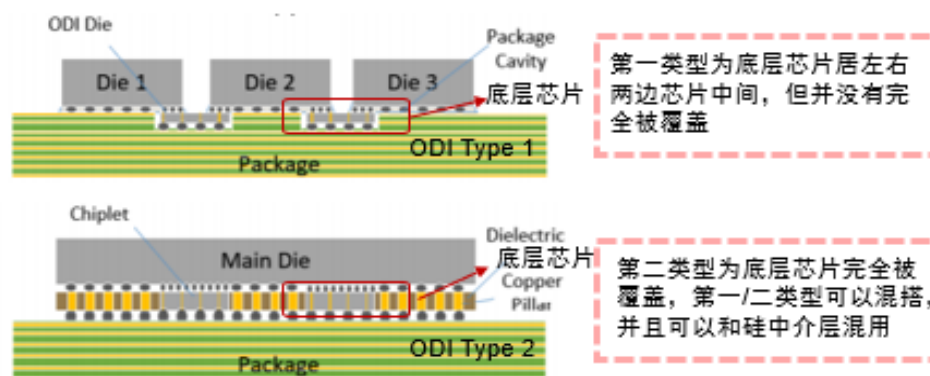 ODI Die
Package
Cavity
Die 1
Die 2
Die 3
底层芯片
Package
ODI Type 1
第一类型为底层芯片居左右
两边芯片中间，但并没有完
全被覆盖
Chiplet
Main Die
Dielectric
底层芯片
Copper
Pillar
Package
ODI Type 2
第二类型为底层芯片完全被
覆盖，第一/二类型可以混搭，
并且可以和硅中介层混用